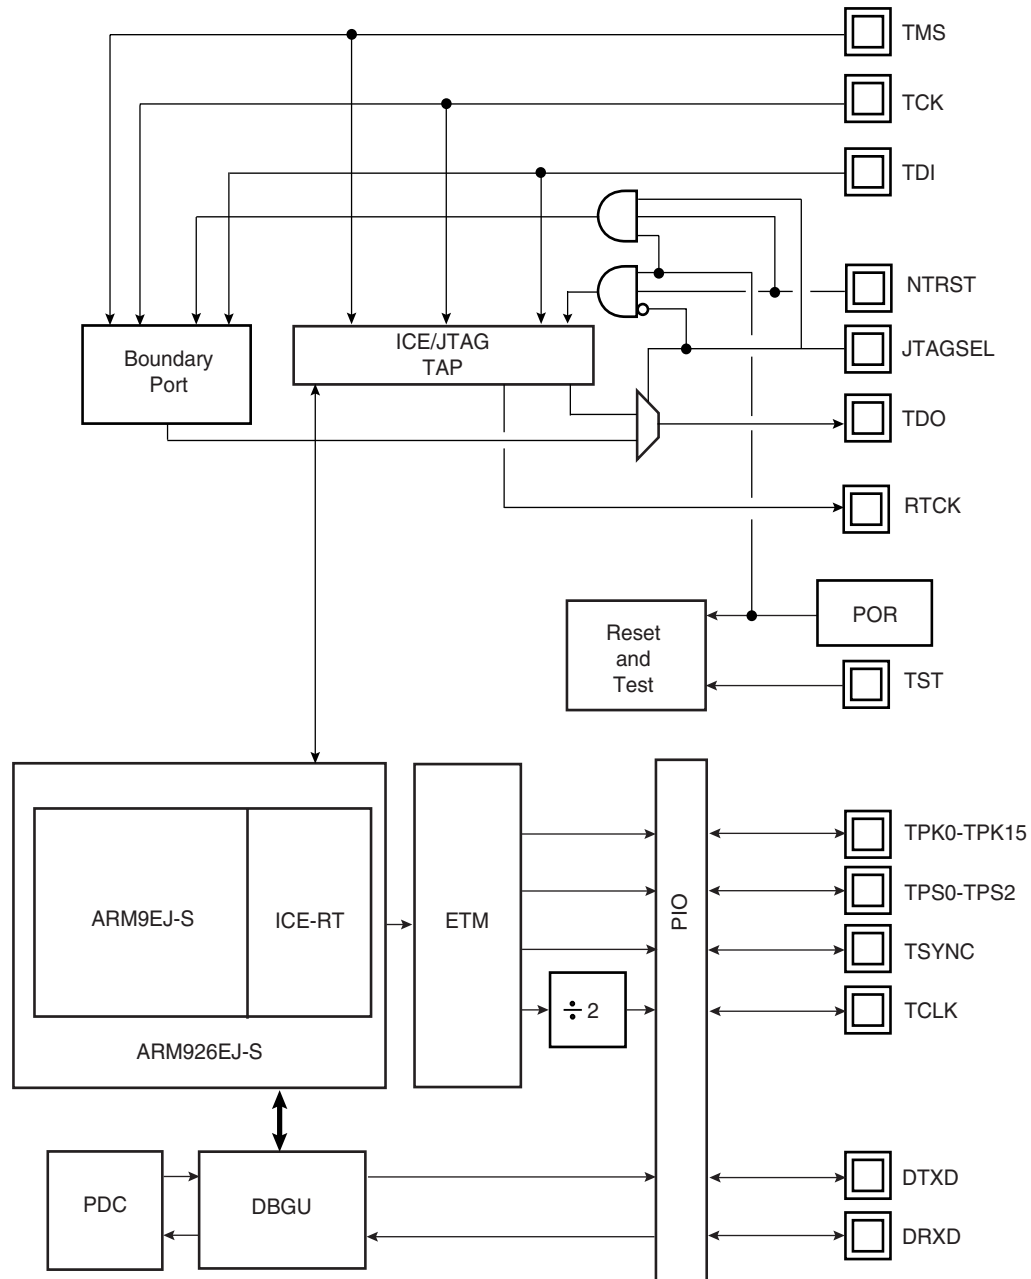 TMS
TCK
TDI
NTRST
Boundary
Port
ICE/JTAG
TAP
JTAGSEL
TDO
RTCK
Reset
and
Test
POR
TST
ARM9EJ-S
ICE-RT
ARM926EJ-S
ETM
÷ 2
PIO
TPK0-TPK15
TPS0-TPS2
TSYNC
TCLK
PDC
DBGU
DTXD
DRXD